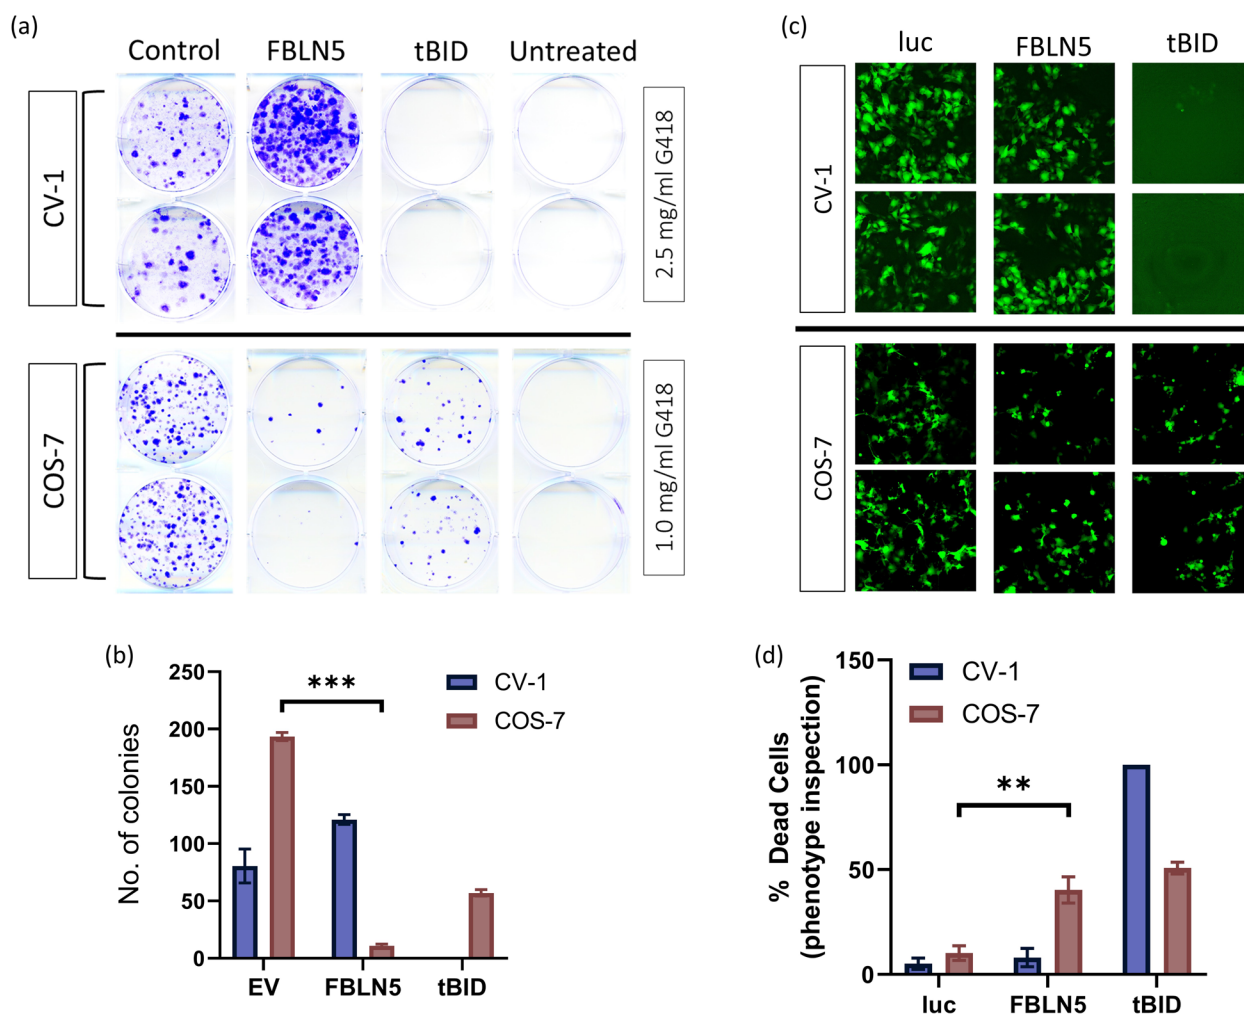 (a)
Control FBLN5 tBID Untreated
CV-1
2.5 mg/ml G418
COS-7
1.0 mg/ml G418
(c)
luc FBLN5 tBID
CV-1
COS-7
(b)
No. of colonies
250
200
150
100
50
0
***
CV-1
COS-7
EV FBLN5 tBID
(d)
% Dead Cells
(phenotype inspection)
150
100
50
0
**
CV-1
COS-7
luc FBLN5 tBID